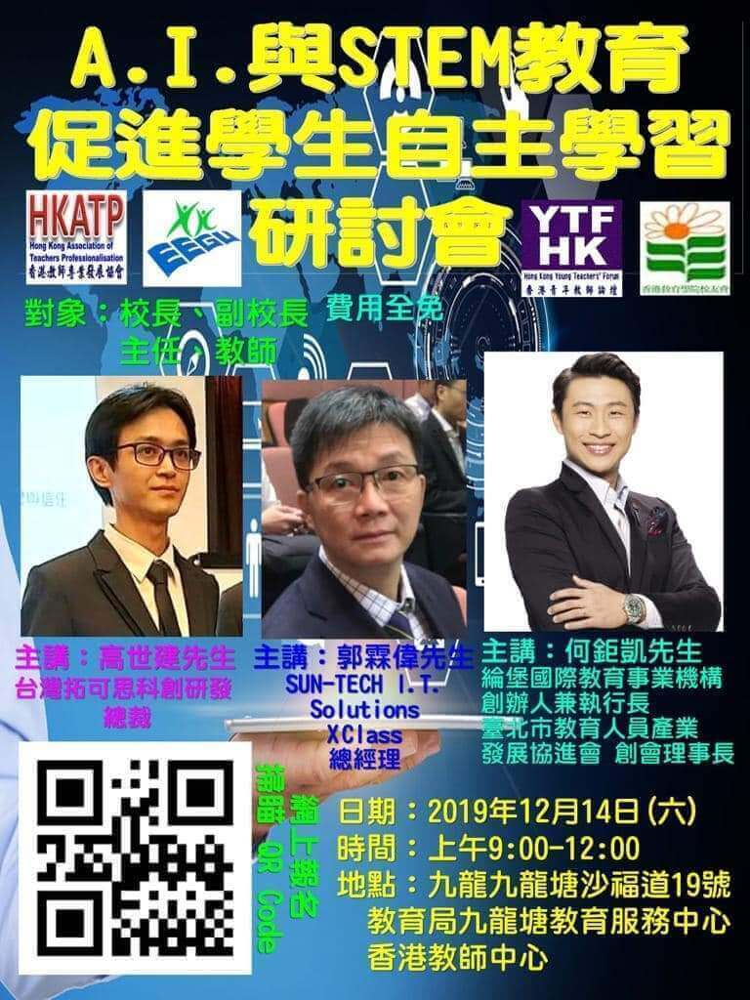 A.I.與STEM教育
促進學生自主學習
研討會
HKATP
Hong Kong Association of
Teachers Professionalisation
香港教師專業發展協會
EEGU
YTF
HK
Hong Kong Young Teachers' Forum
香港青年教師論壇
香港教育學院校友會
對象：校長、副校長
主任、教師
費用全免
主講：高世建先生
台灣拓可思科創研發
總裁
主講：郭霖偉先生
SUN-TECH I.T.
Solutions
XClass
總經理
主講：何鉅凱先生
綸堡國際教育事業機構
創辦人兼執行長
臺北市教育人員產業
發展協進會 創會理事長
網上報名
掃瞄 QR Code
日期：2019年12月14日(六)
時間：上午9:00-12:00
地點：九龍九龍塘沙福道19號
教育局九龍塘教育服務中心
香港教師中心